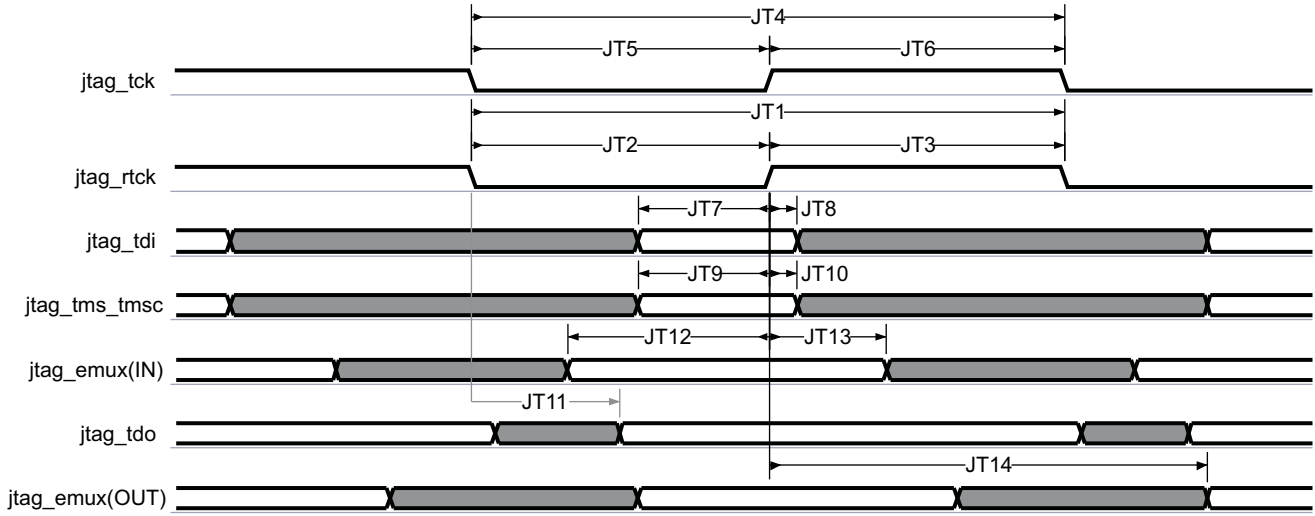 JT4
JT5 JT6
jtag_tck
JT1
JT2 JT3
jtag_rtck
JT7 JT8
jtag_tdi
JT9 JT10
jtag_tms_tmsc
JT12 JT13
jtag_emux(IN)
JT11
jtag_tdo
JT14
jtag_emux(OUT)